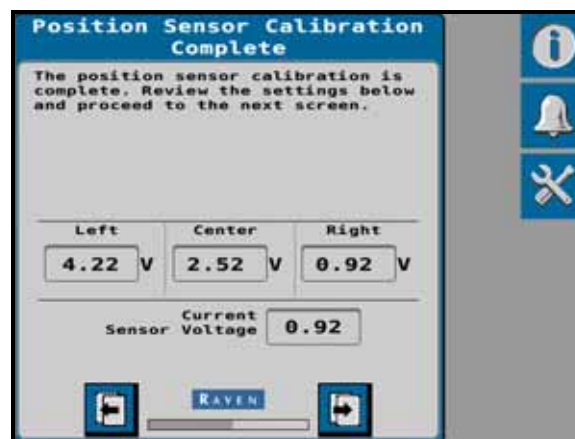 Position Sensor Calibration
Complete
The position sensor calibration is
complete. Review the settings below
and proceed to the next screen.
Left Center Right
4.22 V 2.52 V 0.92 V
Current
Sensor Voltage 0.92
RAVEN